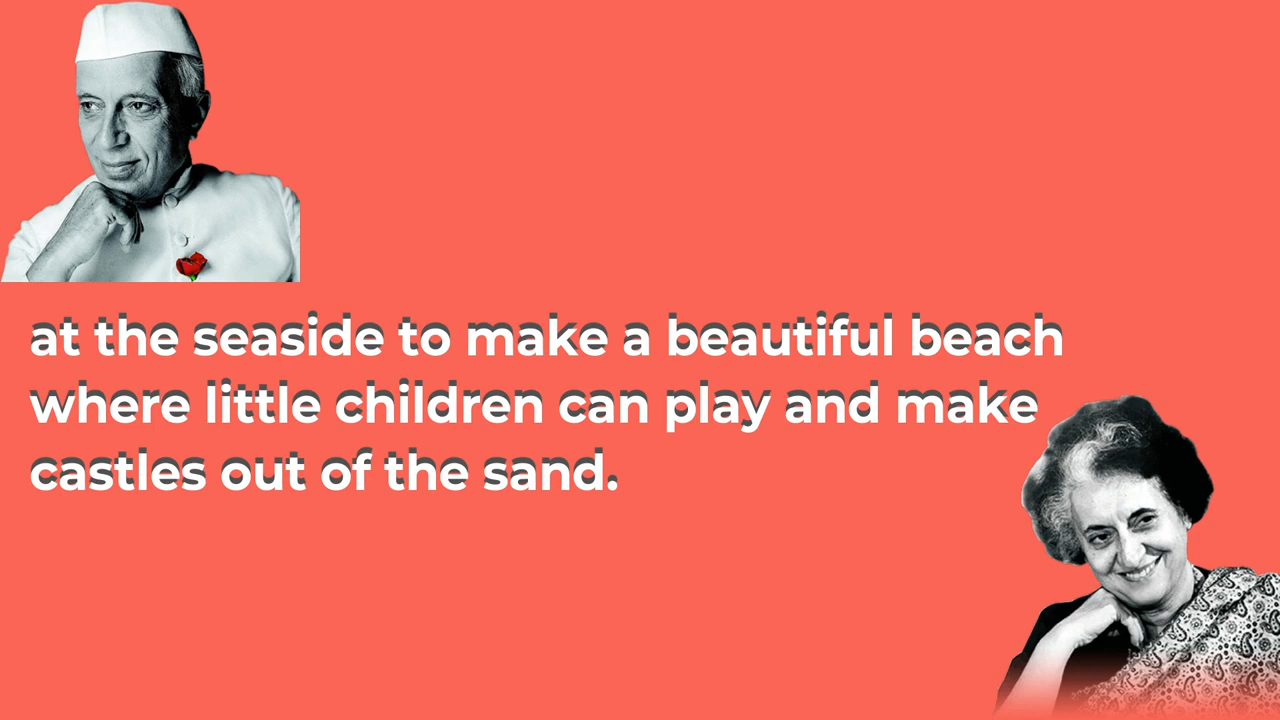 at the seaside to make a beautiful beach
where little children can play and make
castles out of the sand.